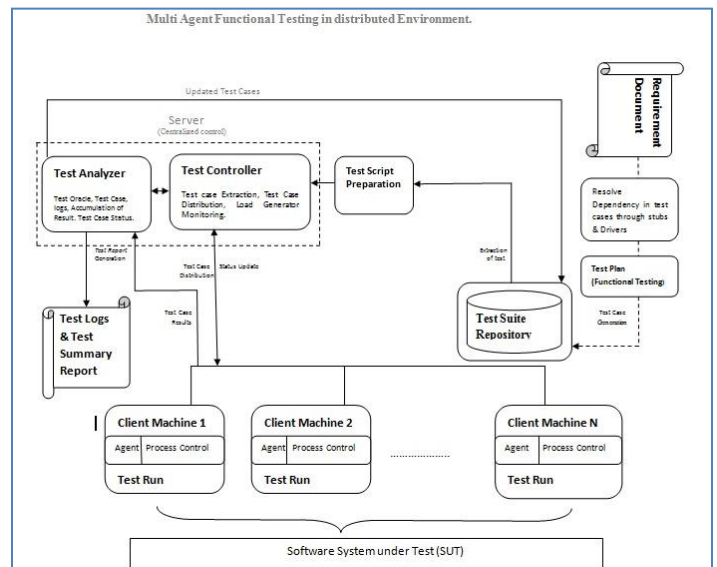 Multi Agent Functional Testing in distributed Environment.
Updated Test Cases
Server
(Centralized control)
Test Analyzer
Test Oracle, Test Case,
logs, Accumulation of
Result. Test Case Status.
Test Controller
Test case Extraction, Test Case
Distribution, Load Generator
Monitoring.
Test Script
Preparation
Requirement
Document
Resolve
Dependency in test
cases through stubs
& Drivers
Test Plan
(Functional Testing)
Test Case
Generation
Extraction
of test
Test Suite
Repository
Test Report
Generation
Test Case
Distribution
Status Update
Test Case
Results
Test Logs
& Test
Summary
Report
Client Machine 1
Agent Process Control
Test Run
Client Machine 2
Agent Process Control
Test Run
....................
Client Machine N
Agent Process Control
Test Run
Software System under Test (SUT)